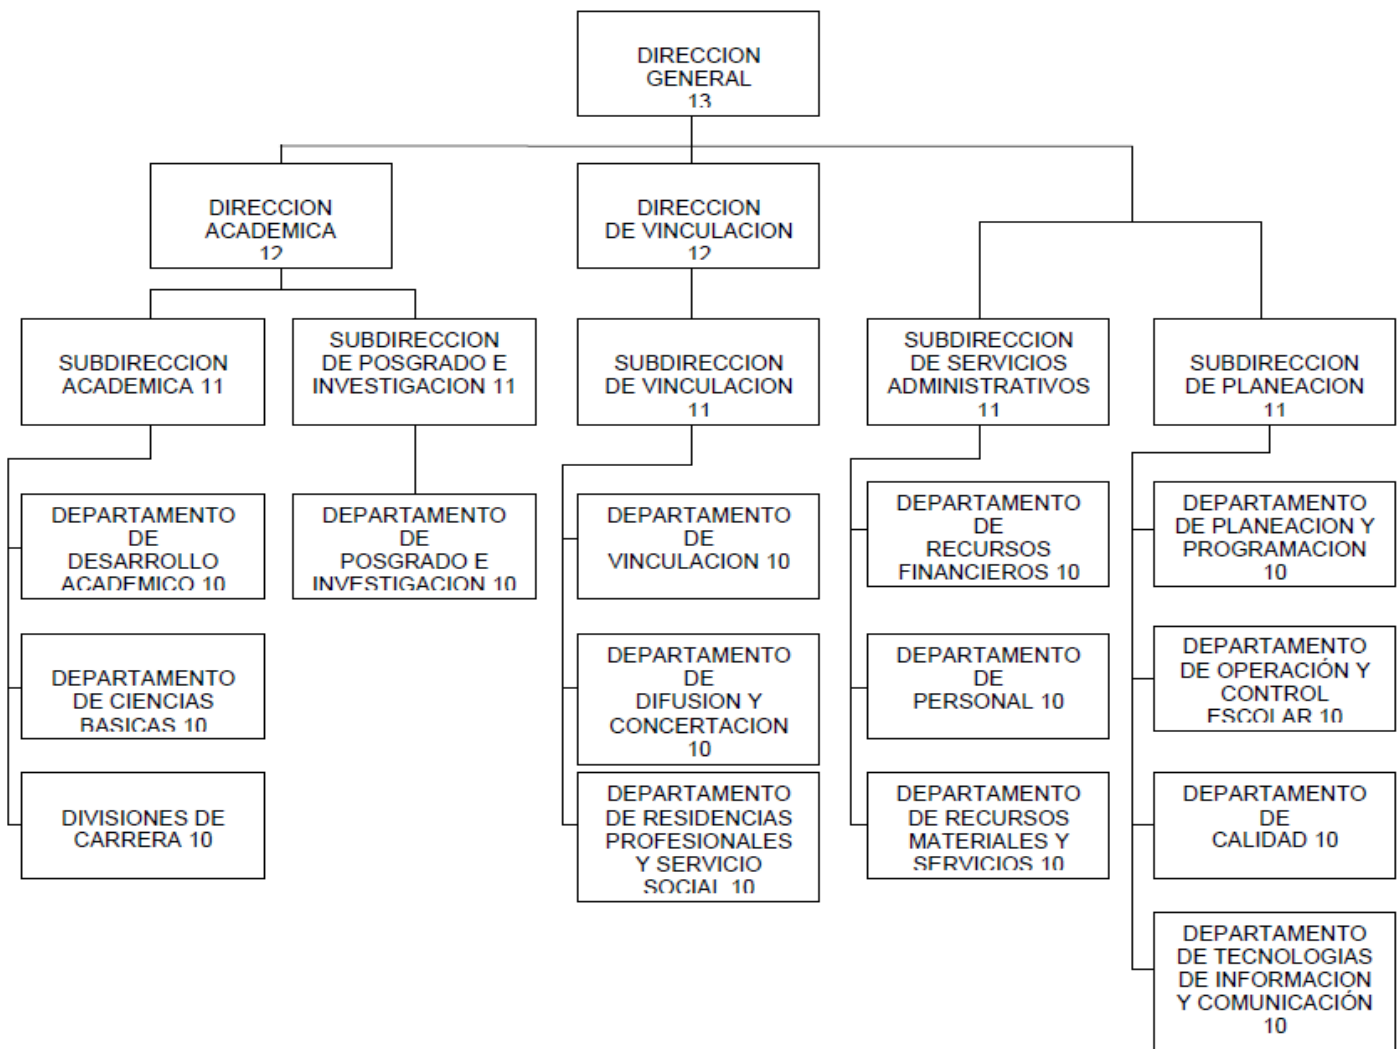 DIRECCION
GENERAL
13
DIRECCION
ACADEMICA
12
DIRECCION
DE VINCULACION
12
SUBDIRECCION
ACADEMICA 11
SUBDIRECCION
DE POSGRADO E
INVESTIGACION 11
SUBDIRECCION
DE VINCULACION
11
SUBDIRECCION
DE SERVICIOS
ADMINISTRATIVOS
11
SUBDIRECCION
DE PLANEACION
11
DEPARTAMENTO
DE
DESARROLLO
ACADEMICO 10
DEPARTAMENTO
DE
POSGRADO E
INVESTIGACION 10
DEPARTAMENTO
DE
VINCULACION 10
DEPARTAMENTO
DE
RECURSOS
FINANCIEROS 10
DEPARTAMENTO
DE PLANEACION Y
PROGRAMACION
10
DEPARTAMENTO
DE CIENCIAS
BASICAS 10
DEPARTAMENTO
DE
DIFUSION Y
CONCERTACION
10
DEPARTAMENTO
DE
PERSONAL 10
DEPARTAMENTO
DE OPERACIÓN Y
CONTROL
ESCOLAR 10
DIVISIONES DE
CARRERA 10
DEPARTAMENTO
DE RESIDENCIAS
PROFESIONALES
Y SERVICIO
SOCIAL 10
DEPARTAMENTO
DE RECURSOS
MATERIALES Y
SERVICIOS 10
DEPARTAMENTO
DE
CALIDAD 10
DEPARTAMENTO
DE TECNOLOGIAS
DE INFORMACION
Y COMUNICACIÓN
10